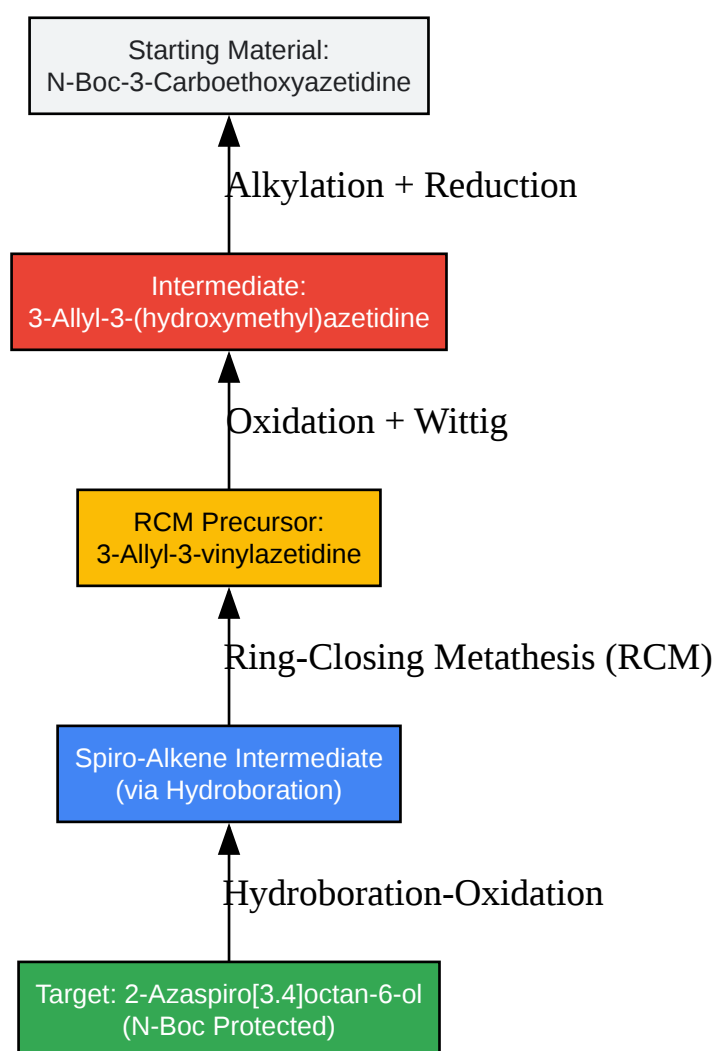 Starting Material:
N-Boc-3-Carboethoxyazetidine
Alkylation + Reduction
Intermediate:
3-Allyl-3-(hydroxymethyl)azetidine
Oxidation + Wittig
RCM Precursor:
3-Allyl-3-vinylazetidine
Ring-Closing Metathesis (RCM)
Spiro-Alkene Intermediate
(via Hydroboration)
Hydroboration-Oxidation
Target: 2-Azaspiro[3.4]octan-6-ol
(N-Boc Protected)